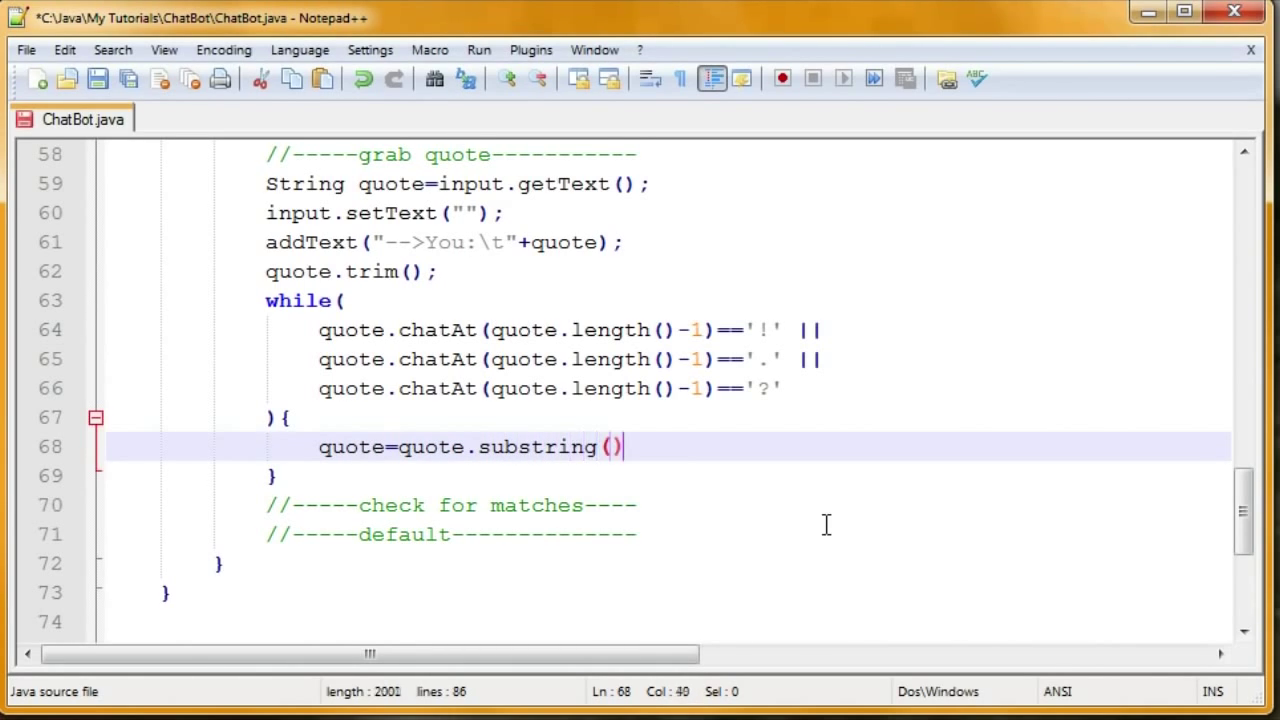 *C:\Java\My Tutorials\ChatBot\ChatBot.java - Notepad++
File Edit Search View Encoding Language Settings Macro Run Plugins Window ? X
ABC
ChatBot.java
58 //-----grab quote-----------
59 String quote=input.getText();
60 input.setText("");
61 addText("-->You:\t"+quote);
62 quote.trim();
63 while(
64 quote.chatAt(quote.length()-1)=='!' ||
65 quote.chatAt(quote.length()-1)=='.' ||
66 quote.chatAt(quote.length()-1)=='?'
67 ){
68 quote=quote.substring()
69 }
70 //-----check for matches----
71 //-----default--------------
72 }
73 }
74
Java source file length : 2001 lines : 86 Ln : 68 Col : 40 Sel : 0 Dos\Windows ANSI INS